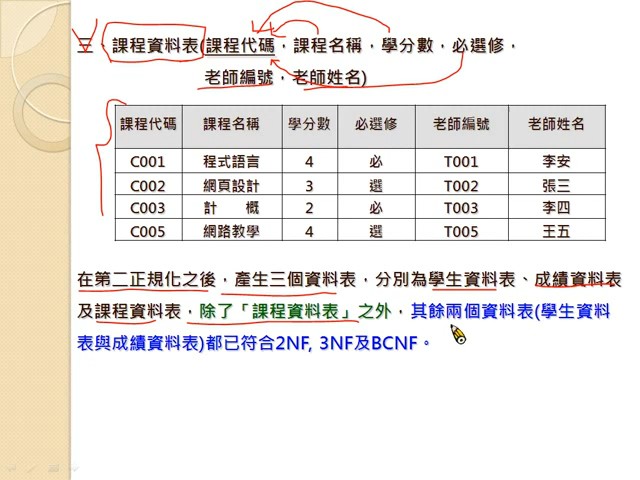 三、課程資料表(課程代碼，課程名稱，學分數，必選修，
老師編號，老師姓名)
課程代碼 課程名稱 學分數 必選修 老師編號 老師姓名
C001 程式語言 4 必 T001 李安
C002 網頁設計 3 選 T002 張三
C003 計　概 2 必 T003 李四
C005 網路教學 4 選 T005 王五
在第二正規化之後，產生三個資料表，分別為學生資料表、成績資料表
及課程資料表，除了「課程資料表」之外，其餘兩個資料表(學生資料
表與成績資料表)都已符合2NF, 3NF及BCNF。